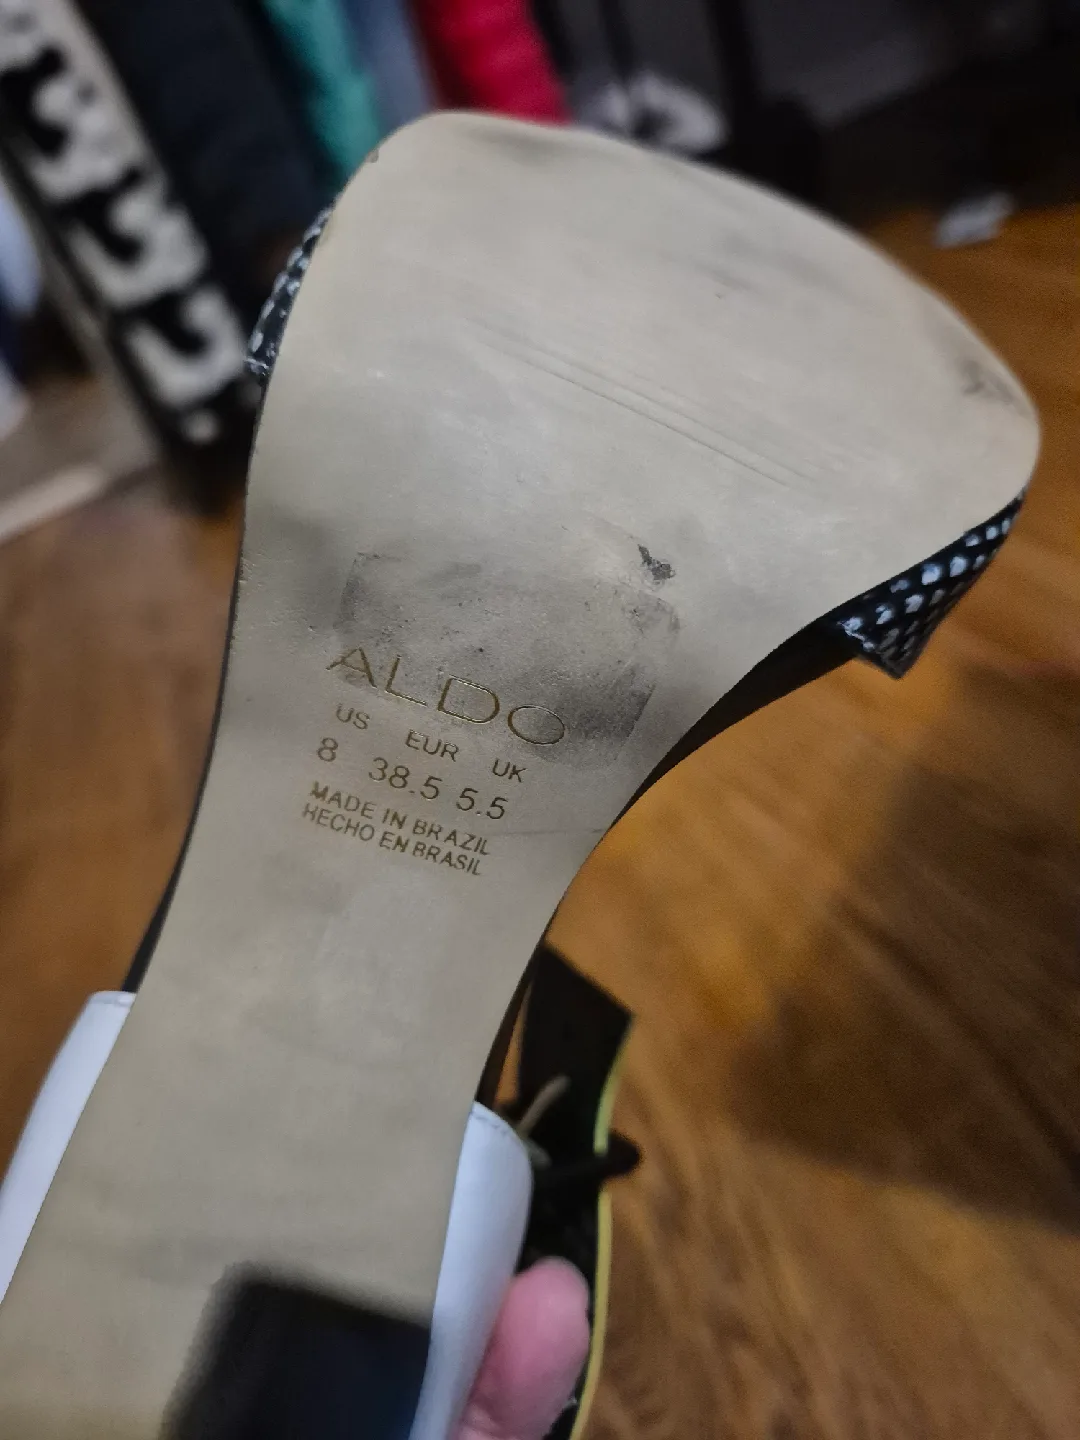 ALDO
US EUR UK
8 38.5 5.5
MADE IN BRAZIL
HECHO EN BRASIL